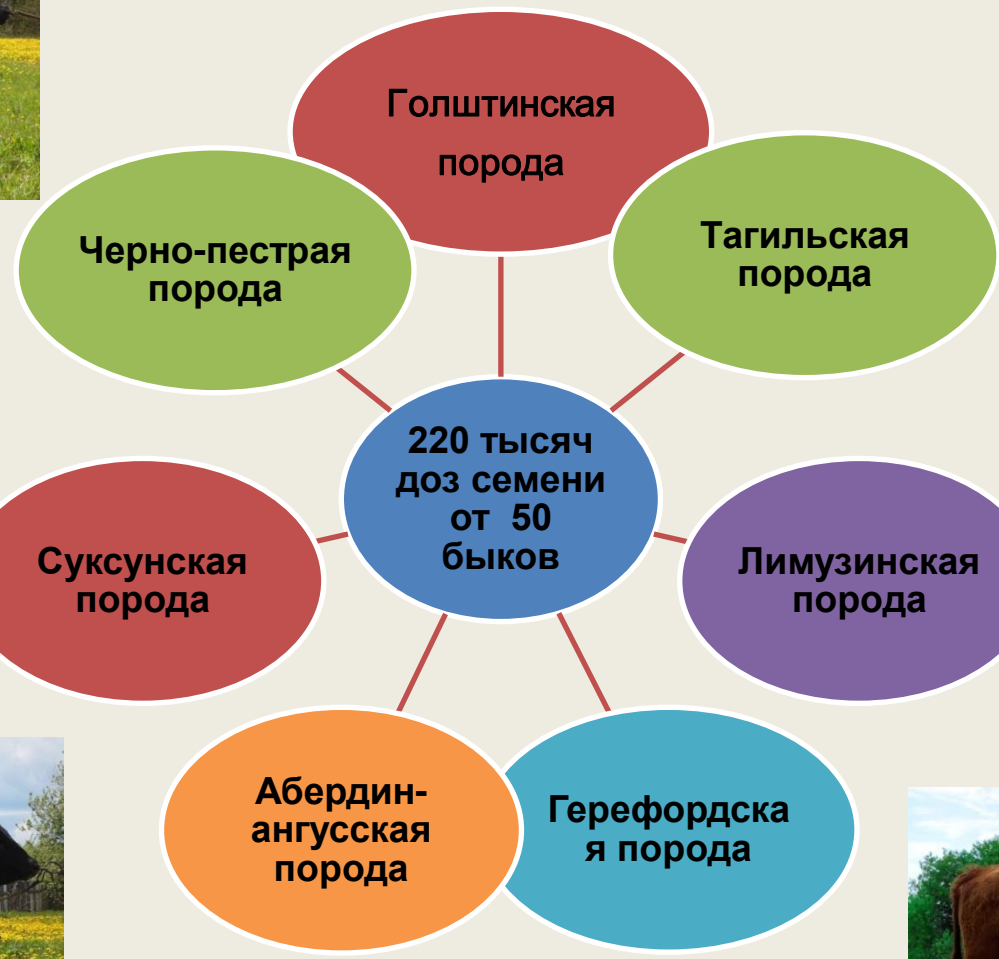 Голштинская
порода
Черно-пестрая
порода
Тагильская
порода
220 тысяч
доз семени
от 50
быков
Суксунская
порода
Лимузинская
порода
Абердин-
ангусская
порода
Герефордска
я порода